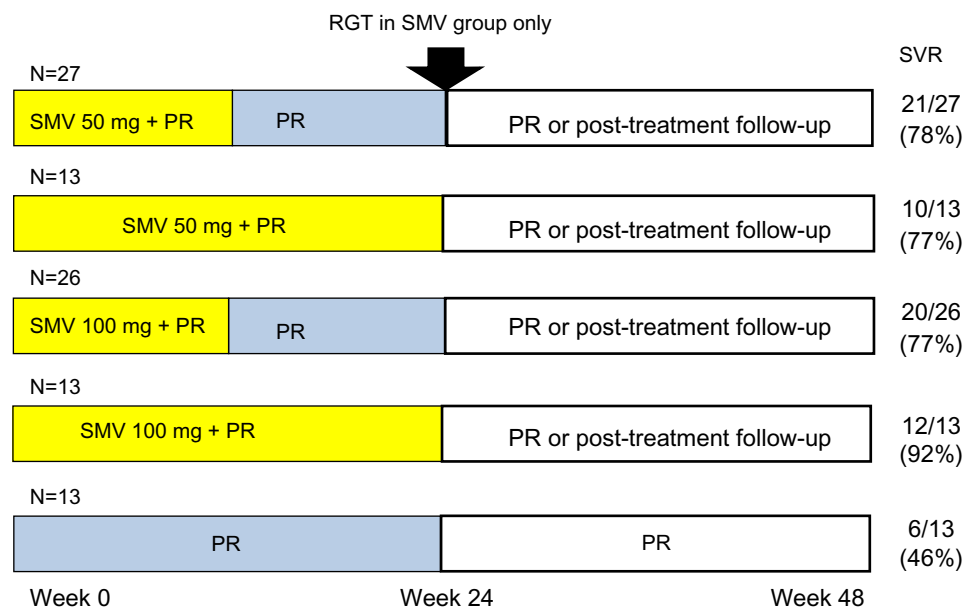 RGT in SMV group only
SVR
N=27
SMV 50 mg + PR PR PR or post-treatment follow-up 21/27
(78%)
N=13
SMV 50 mg + PR PR or post-treatment follow-up 10/13
(77%)
N=26
SMV 100 mg + PR PR PR or post-treatment follow-up 20/26
(77%)
N=13
SMV 100 mg + PR PR or post-treatment follow-up 12/13
(92%)
N=13
PR PR 6/13
(46%)
Week 0 Week 24 Week 48